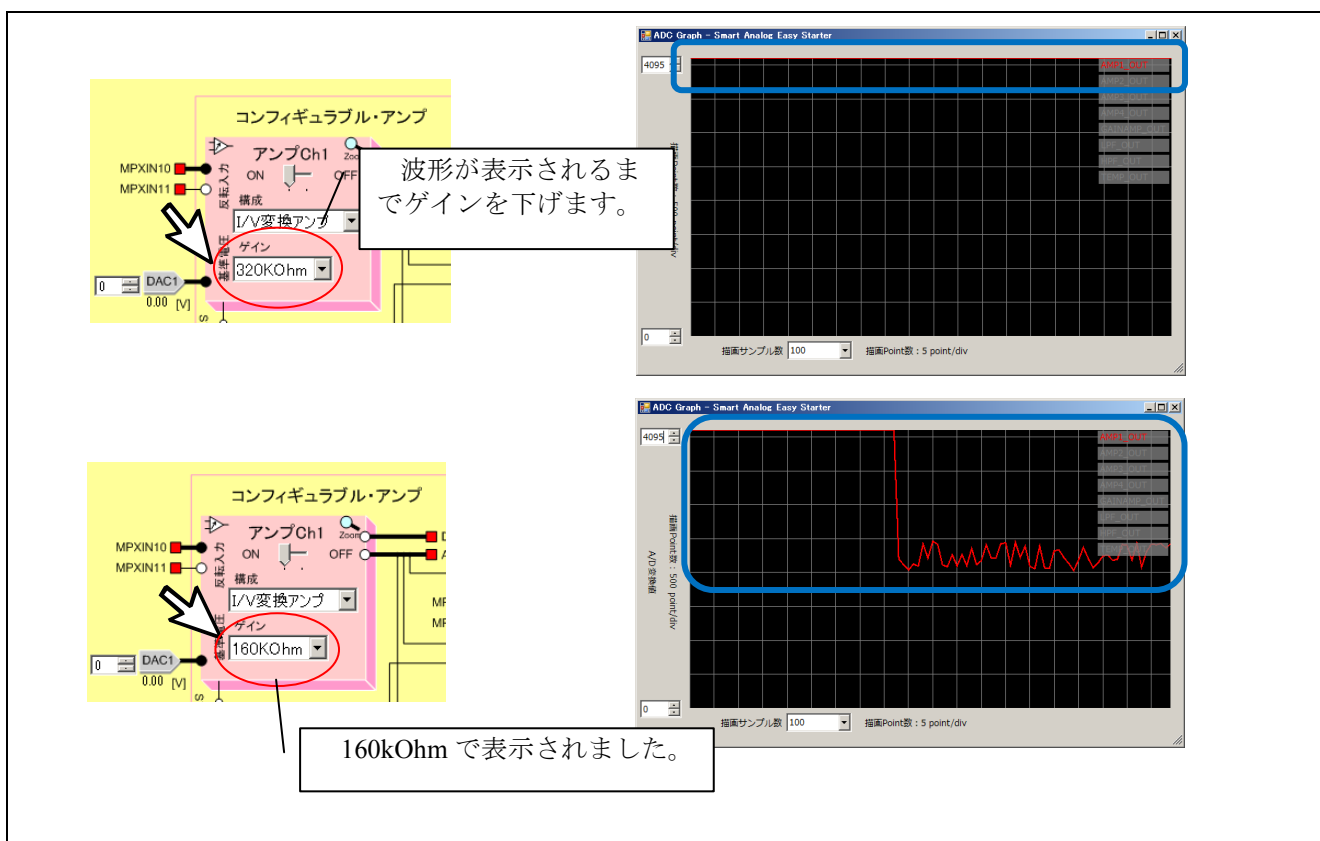 ADC Graph - Smart Analog Easy Starter
4095
AMP1_OUT
AMP2_OUT
AMP3_OUT
AMP4_OUT
GAINAMP_OUT
LPF_OUT
HPF_OUT
TEMP_OUT
0
描画サンプル数 100 描画Point数 : 5 point/div
コンフィギュラブル・アンプ
アンプCh1 Zoom
MPXIN10
MPXIN11
反転入力
ON OFF
構成
I/V変換アンプ
基準電圧
ゲイン
320KOhm
0 DAC1
0.00 [V]
S
波形が表示されるま
でゲインを下げます。
ADC Graph - Smart Analog Easy Starter
4095
AMP1_OUT
AMP2_OUT
AMP3_OUT
AMP4_OUT
GAINAMP_OUT
LPF_OUT
HPF_OUT
TEMP_OUT
A/D変換値
描画Point数 : 500 point/div
0
描画サンプル数 100 描画Point数 : 5 point/div
コンフィギュラブル・アンプ
アンプCh1 Zoom
MPXIN10
MPXIN11
反転入力
ON OFF
構成
I/V変換アンプ
基準電圧
ゲイン
160KOhm
0 DAC1
0.00 [V]
S
160kOhm で表示されました。